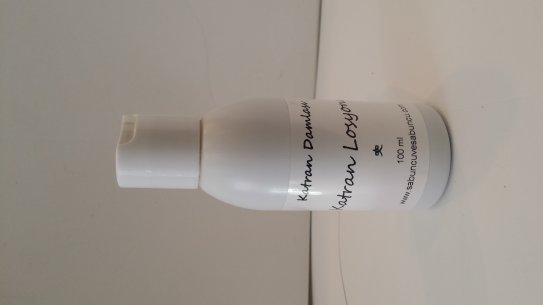 Katran Damlası
Katran Losyonu
100 ml
www.sabuncuvesabuncu.com